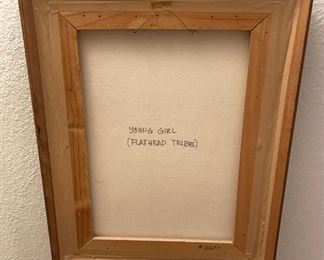 YOUNG GIRL
(FLATHEAD TRIBE)